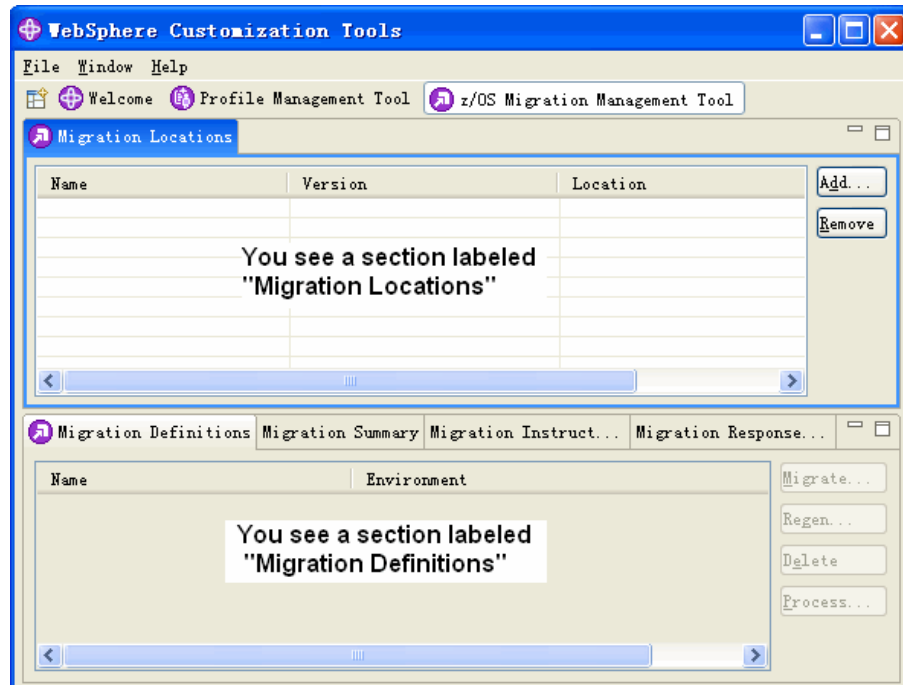 WebSphere Customization Tools
File Window Help
Welcome Profile Management Tool z/OS Migration Management Tool
Migration Locations
Name Version Location
Add...
Remove
You see a section labeled
"Migration Locations"
Migration Definitions Migration Summary Migration Instruct... Migration Response...
Name Environment
Migrate...
Regen...
Delete
Process...
You see a section labeled
"Migration Definitions"